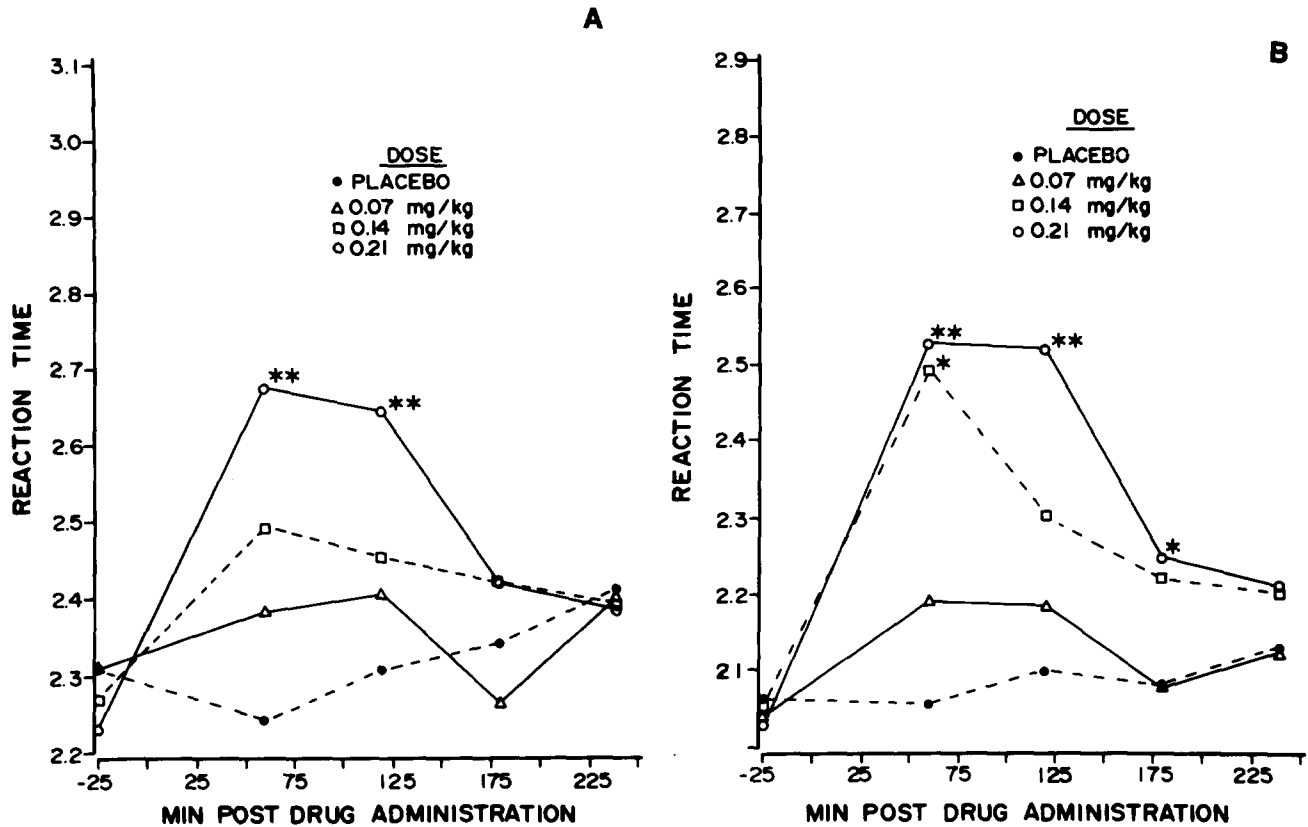 A
3.1
3.0
2.9
2.8
2.7
2.6
2.5
2.4
2.3
2.2
REACTION TIME
DOSE
● PLACEBO
△ 0.07 mg/kg
□ 0.14 mg/kg
○ 0.21 mg/kg
**
**
-25 25 75 125 175 225
MIN POST DRUG ADMINISTRATION
B
2.9
2.8
2.7
2.6
2.5
2.4
2.3
2.2
2.1
REACTION TIME
DOSE
● PLACEBO
△ 0.07 mg/kg
□ 0.14 mg/kg
○ 0.21 mg/kg
**
**
*
*
-25 25 75 125 175 225
MIN POST DRUG ADMINISTRATION